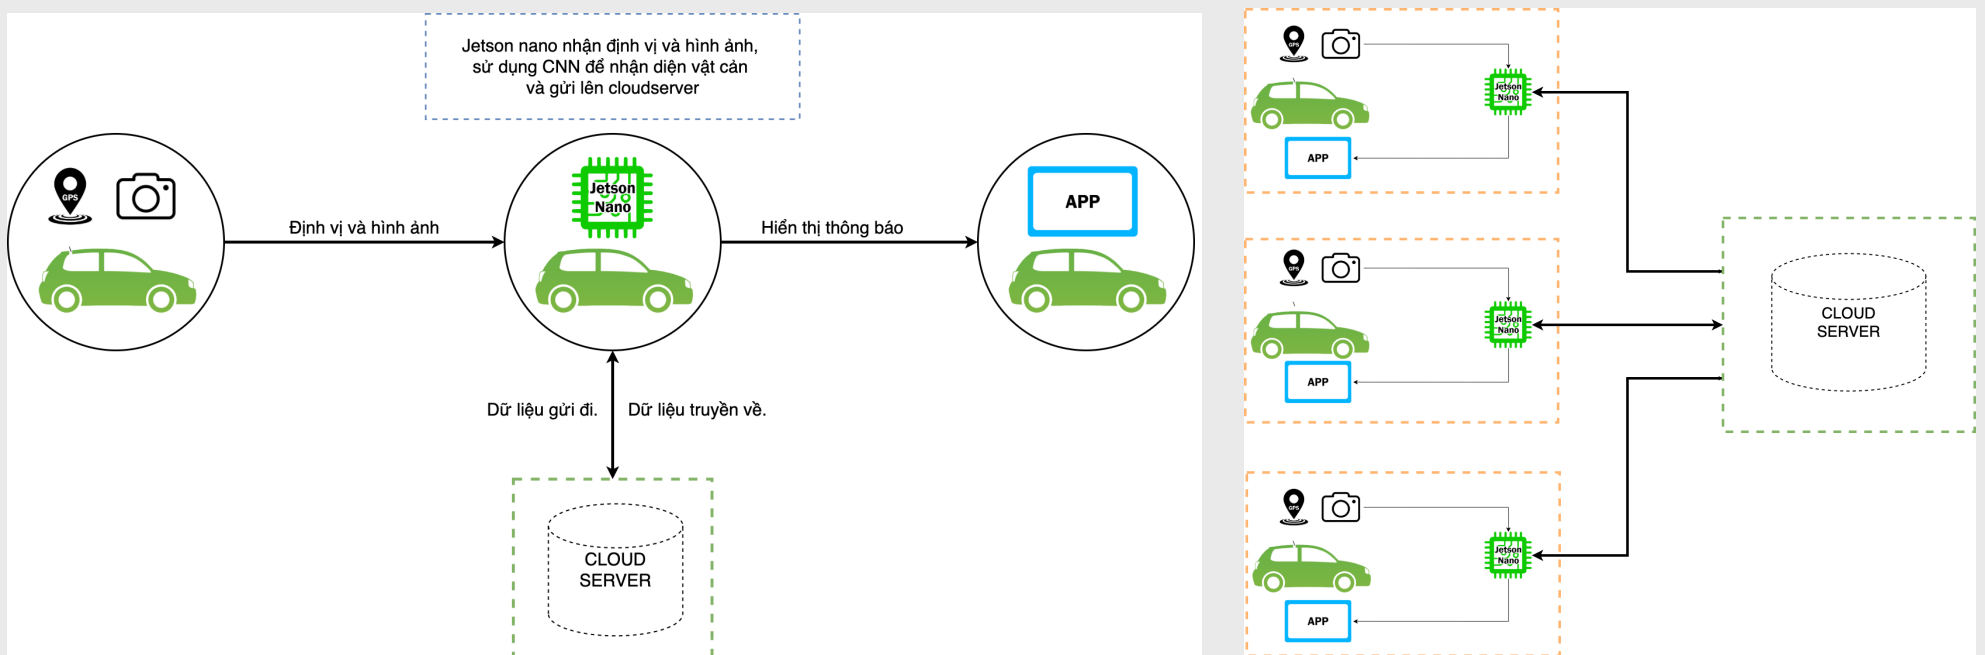 Jetson nano nhận định vị và hình ảnh,
sử dụng CNN để nhận diện vật cản
và gửi lên cloudserver
GPS
Định vị và hình ảnh
Jetson
Nano
Hiển thị thông báo
APP
Dữ liệu gửi đi.
Dữ liệu truyền về.
CLOUD
SERVER
GPS
Jetson
Nano
APP
GPS
Jetson
Nano
APP
CLOUD
SERVER
GPS
Jetson
Nano
APP